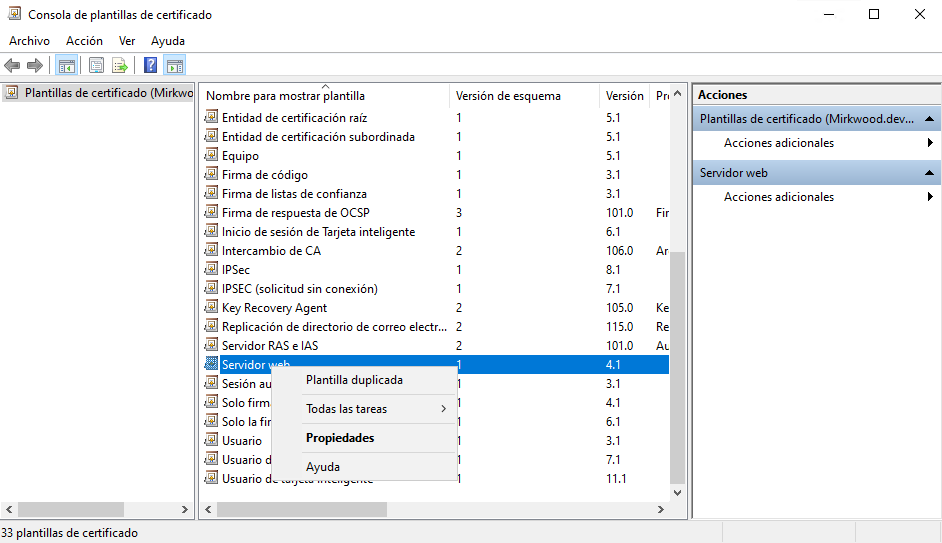 Consola de plantillas de certificado
Archivo Acción Ver Ayuda
Plantillas de certificado (Mirkwo
Nombre para mostrar plantilla Versión de esquema Versión Pr
Entidad de certificación raíz 1 5.1
Entidad de certificación subordinada 1 5.1
Equipo 1 5.1
Firma de código 1 3.1
Firma de listas de confianza 1 3.1
Firma de respuesta de OCSP 3 101.0 Fir
Inicio de sesión de Tarjeta inteligente 1 6.1
Intercambio de CA 2 106.0 Ar
IPSec 1 8.1
IPSEC (solicitud sin conexión) 1 7.1
Key Recovery Agent 2 105.0 Ke
Replicación de directorio de correo electr... 2 115.0 Re
Servidor RAS e IAS 2 101.0 Au
Servidor web 1 4.1
Sesión au 1 3.1
Solo firm 1 4.1
Solo la fir 1 6.1
Usuario 1 3.1
Usuario d 1 7.1
Usuario de tarjeta inteligente 1 11.1
Plantilla duplicada
Todas las tareas
Propiedades
Ayuda
Acciones
Plantillas de certificado (Mirkwood.dev...
Acciones adicionales
Servidor web
Acciones adicionales
33 plantillas de certificado